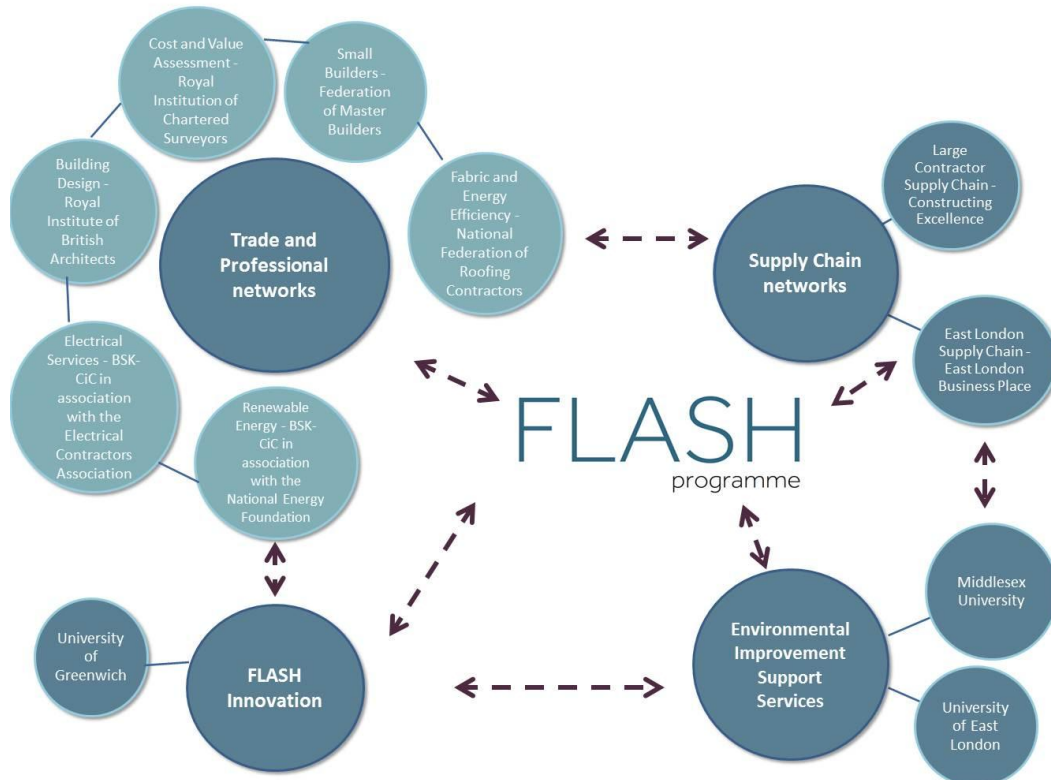 Cost and Value
Assessment -
Royal
Institution of
Chartered
Surveyors
Small
Builders -
Federation
of Master
Builders
Building
Design -
Royal
Institute of
British
Architects
Trade and
Professional
networks
Fabric and
Energy
Efficiency -
National
Federation of
Roofing
Contractors
Large
Contractor
Supply Chain -
Constructing
Excellence
Supply Chain
networks
East London
Supply Chain -
East London
Business Place
Electrical
Services - BSK-
CiC in
association
with the
Electrical
Contractors
Association
Renewable
Energy - BSK-
CiC in
association
with the
National Energy
Foundation
FLASH
programme
University
of
Greenwich
FLASH
Innovation
Environmental
Improvement
Support
Services
Middlesex
University
University
of East
London